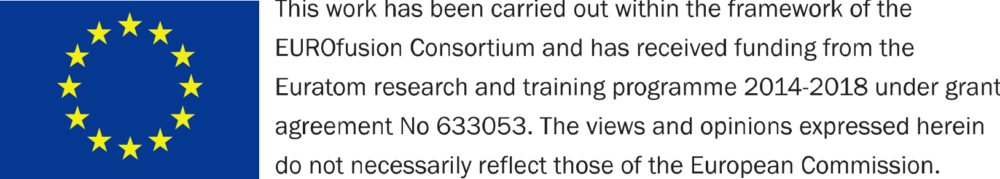 This work has been carried out within the framework of the
EUROfusion Consortium and has received funding from the
Euratom research and training programme 2014-2018 under grant
agreement No 633053. The views and opinions expressed herein
do not necessarily reflect those of the European Commission.